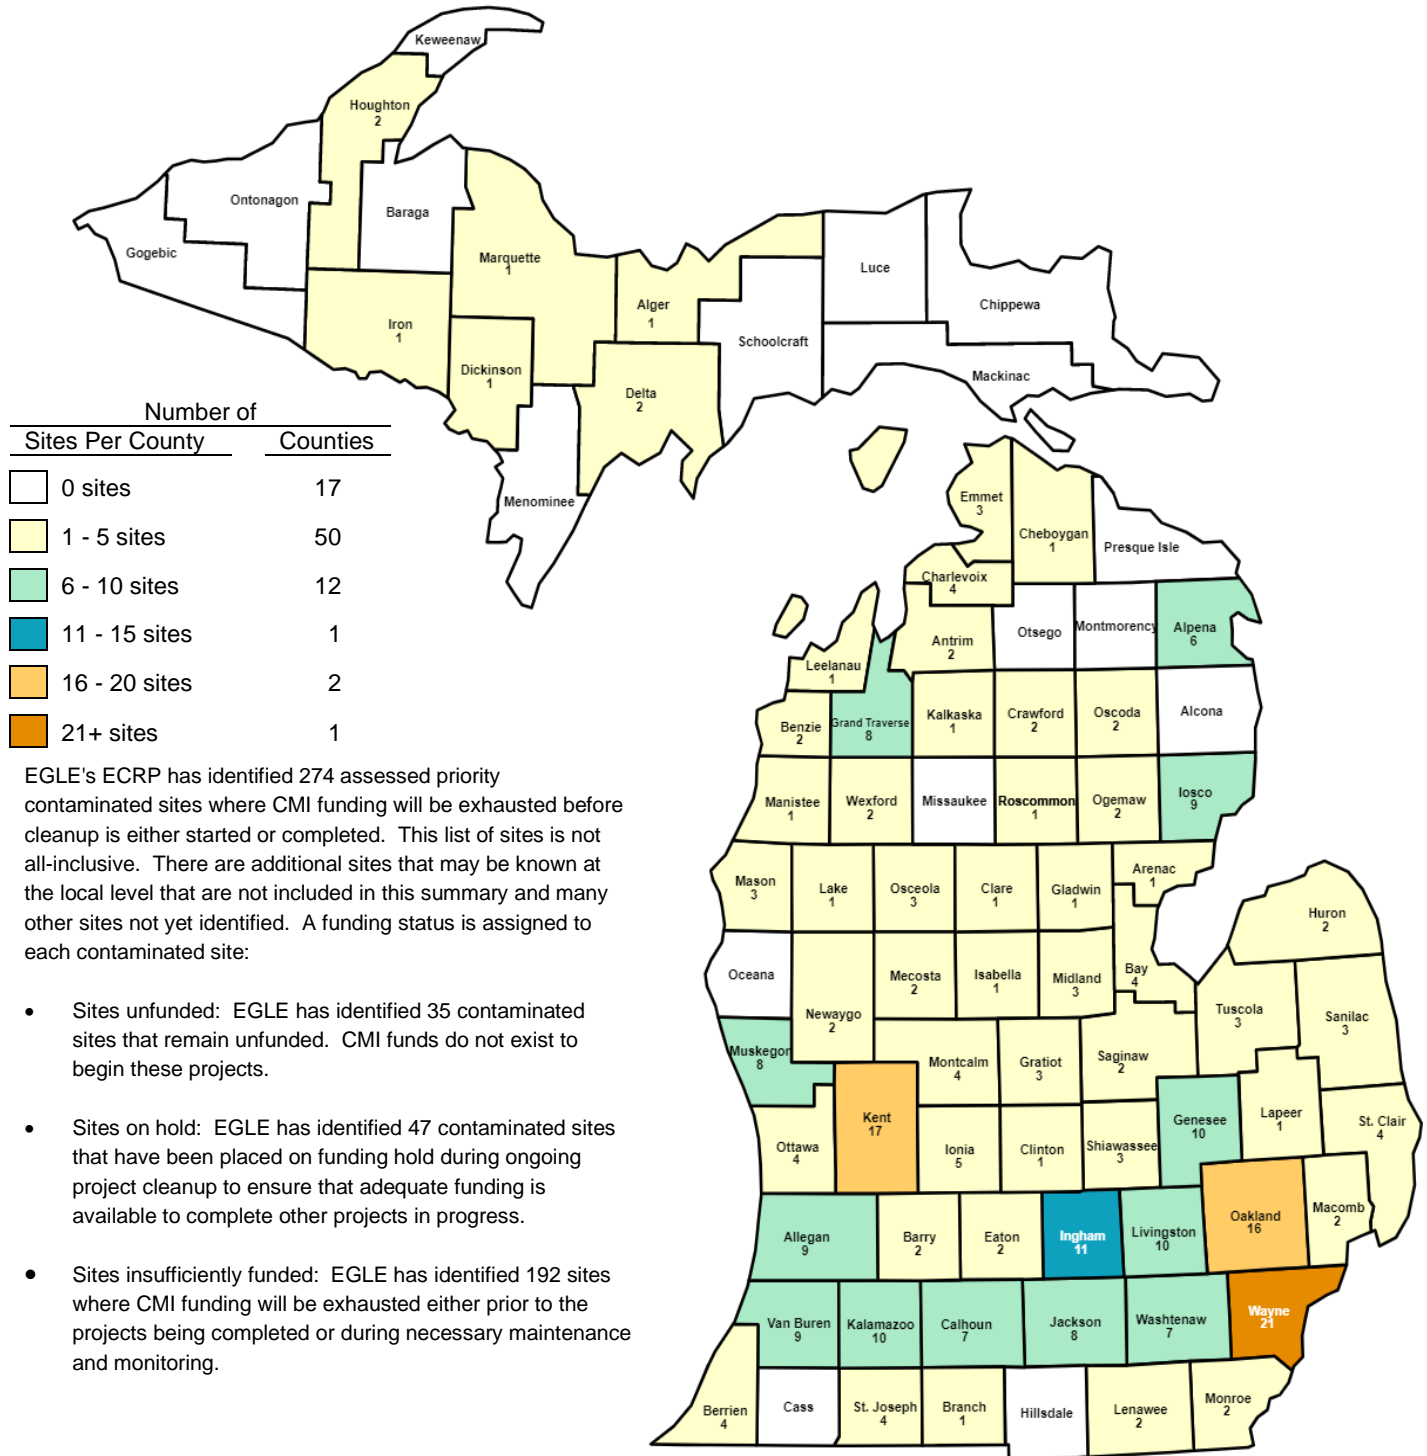 Keweenaw
Houghton
2
Ontonagon
Baraga
Gogebic
Marquette
1
Luce
Chippewa
Alger
1
Iron
1
Schoolcraft
Dickinson
1
Mackinac
Delta
2
Menominee
Number of
Sites Per County Counties
0 sites 17
1 - 5 sites 50
6 - 10 sites 12
11 - 15 sites 1
16 - 20 sites 2
21+ sites 1
EGLE's ECRP has identified 274 assessed priority
contaminated sites where CMI funding will be exhausted before
cleanup is either started or completed. This list of sites is not
all-inclusive. There are additional sites that may be known at
the local level that are not included in this summary and many
other sites not yet identified. A funding status is assigned to
each contaminated site:
• Sites unfunded: EGLE has identified 35 contaminated
sites that remain unfunded. CMI funds do not exist to
begin these projects.
• Sites on hold: EGLE has identified 47 contaminated sites
that have been placed on funding hold during ongoing
project cleanup to ensure that adequate funding is
available to complete other projects in progress.
• Sites insufficiently funded: EGLE has identified 192 sites
where CMI funding will be exhausted either prior to the
projects being completed or during necessary maintenance
and monitoring.
Emmet
3
Cheboygan
1
Presque Isle
Charlevoix
4
Antrim
2
Otsego
Montmorency
Alpena
6
Leelanau
1
Benzie
2
Grand Traverse
8
Kalkaska
1
Crawford
2
Oscoda
2
Alcona
Manistee
1
Wexford
2
Missaukee
Roscommon
1
Ogemaw
2
Iosco
9
Mason
3
Lake
1
Osceola
3
Clare
1
Gladwin
1
Arenac
1
Huron
2
Oceana
Newaygo
2
Mecosta
2
Isabella
1
Midland
3
Bay
4
Tuscola
3
Sanilac
3
Muskegon
8
Montcalm
4
Gratiot
3
Saginaw
2
Kent
17
Genesee
10
Lapeer
1
St. Clair
4
Ottawa
4
Ionia
5
Clinton
1
Shiawassee
3
Allegan
9
Barry
2
Eaton
2
Ingham
11
Livingston
10
Oakland
16
Macomb
2
Van Buren
9
Kalamazoo
10
Calhoun
7
Jackson
8
Washtenaw
7
Wayne
21
Berrien
4
Cass
St. Joseph
4
Branch
1
Hillsdale
Lenawee
2
Monroe
2